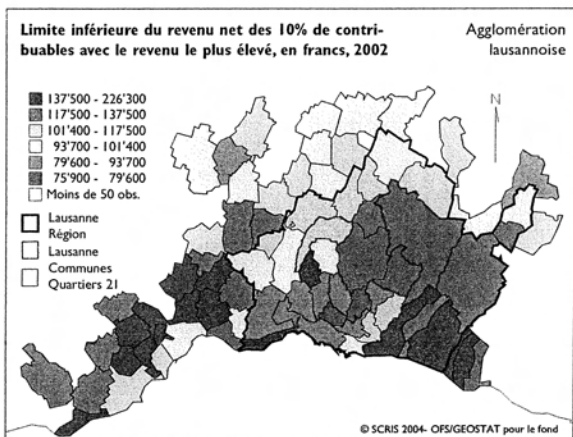 Limite inférieure du revenu net des 10% de contri-
buables avec le revenu le plus élevé, en francs, 2002
Agglomération
lausannoise
137'500 - 226'300
117'500 - 137'500
101'400 - 117'500
93'700 - 101'400
79'600 - 93'700
75'900 - 79'600
Moins de 50 obs.
Lausanne
Région
Lausanne
Communes
Quartiers 21
N
© SCRIS 2004- OFS/GEOSTAT pour le fond